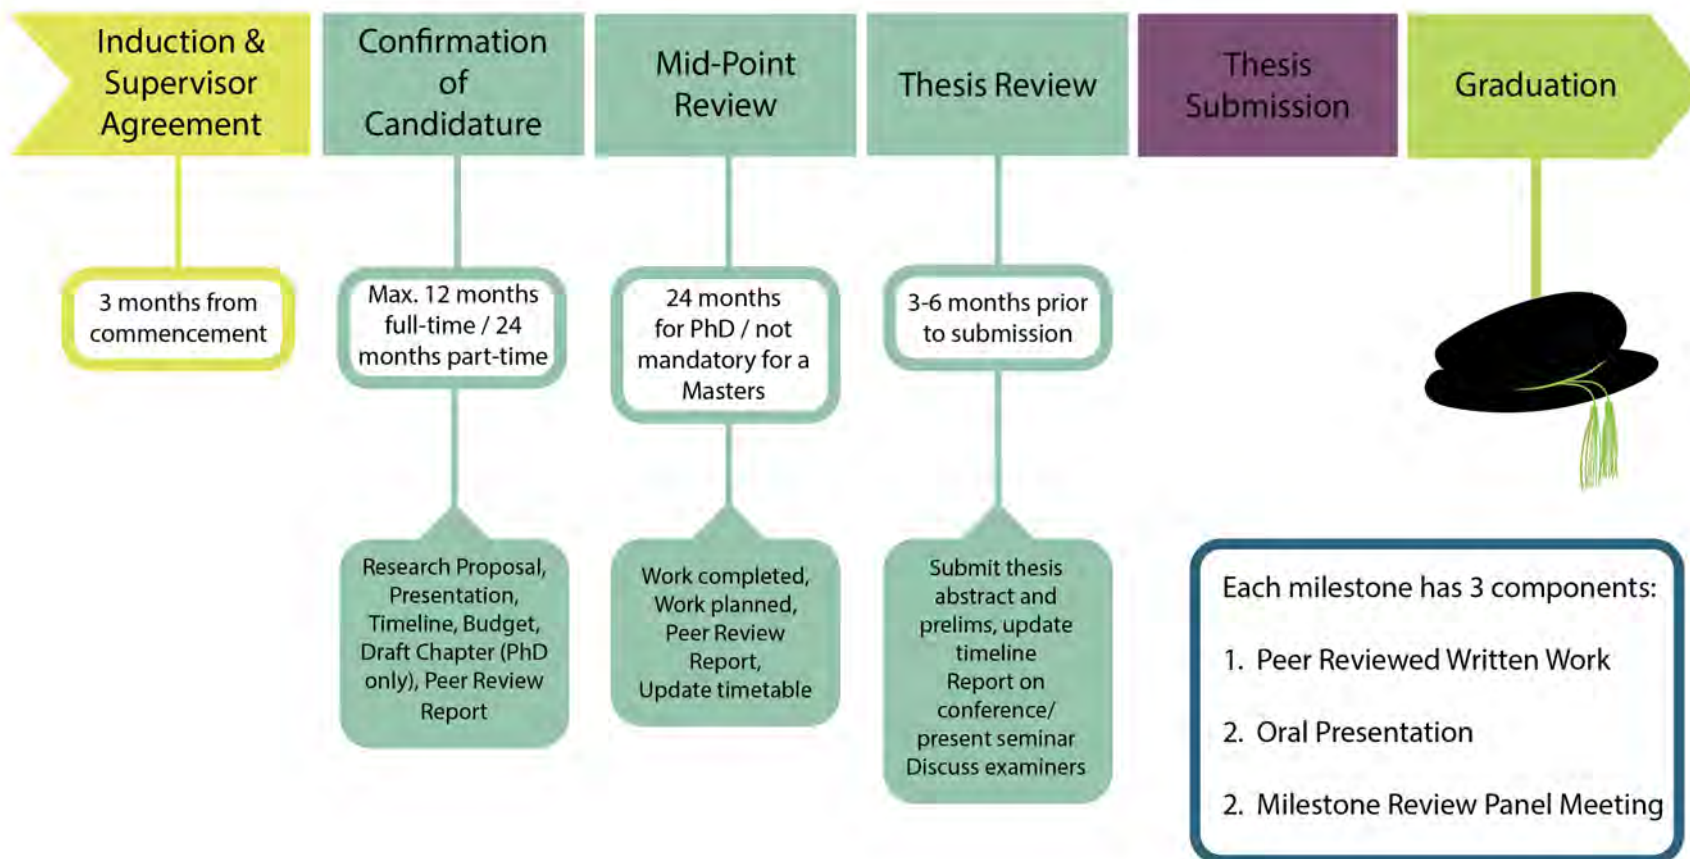 Induction &
Supervisor
Agreement
Confirmation
of
Candidature
Mid-Point
Review
Thesis Review
Thesis
Submission
Graduation
3 months from
commencement
Max. 12 months
full-time / 24
months part-time
24 months
for PhD / not
mandatory for a
Masters
3-6 months prior
to submission
Research Proposal,
Presentation,
Timeline, Budget,
Draft Chapter (PhD
only), Peer Review
Report
Work completed,
Work planned,
Peer Review
Report,
Update timetable
Submit thesis
abstract and
prelims, update
timeline
Report on
conference/
present seminar
Discuss examiners
Each milestone has 3 components:
1. Peer Reviewed Written Work
2. Oral Presentation
2. Milestone Review Panel Meeting